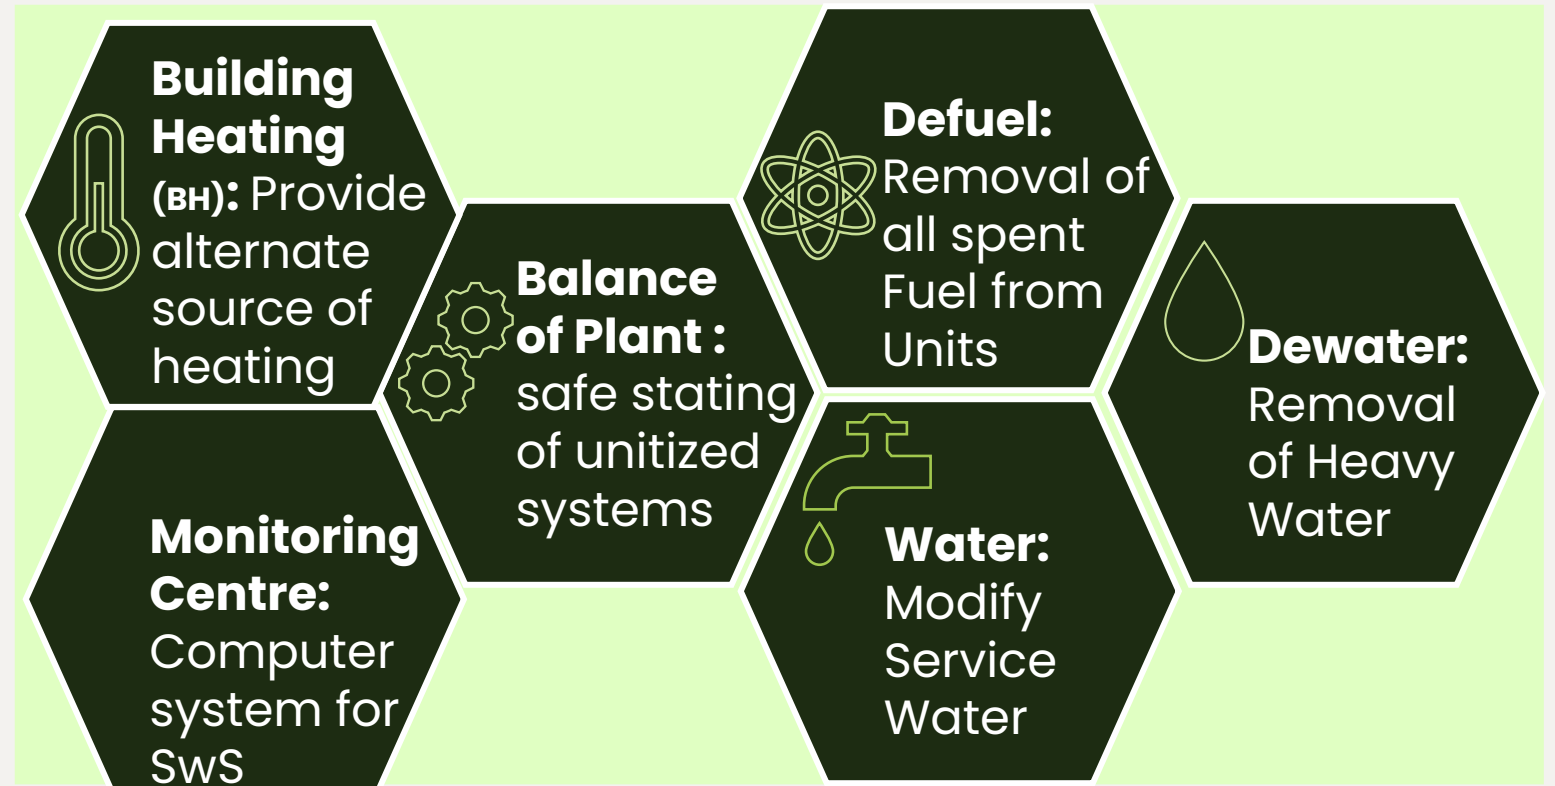 Building
Heating
(BH): Provide
alternate
source of
heating
Monitoring
Centre:
Computer
system for
SwS
Balance
of Plant :
safe stating
of unitized
systems
Defuel:
Removal of
all spent
Fuel from
Units
Water:
Modify
Service
Water
Dewater:
Removal
of Heavy
Water